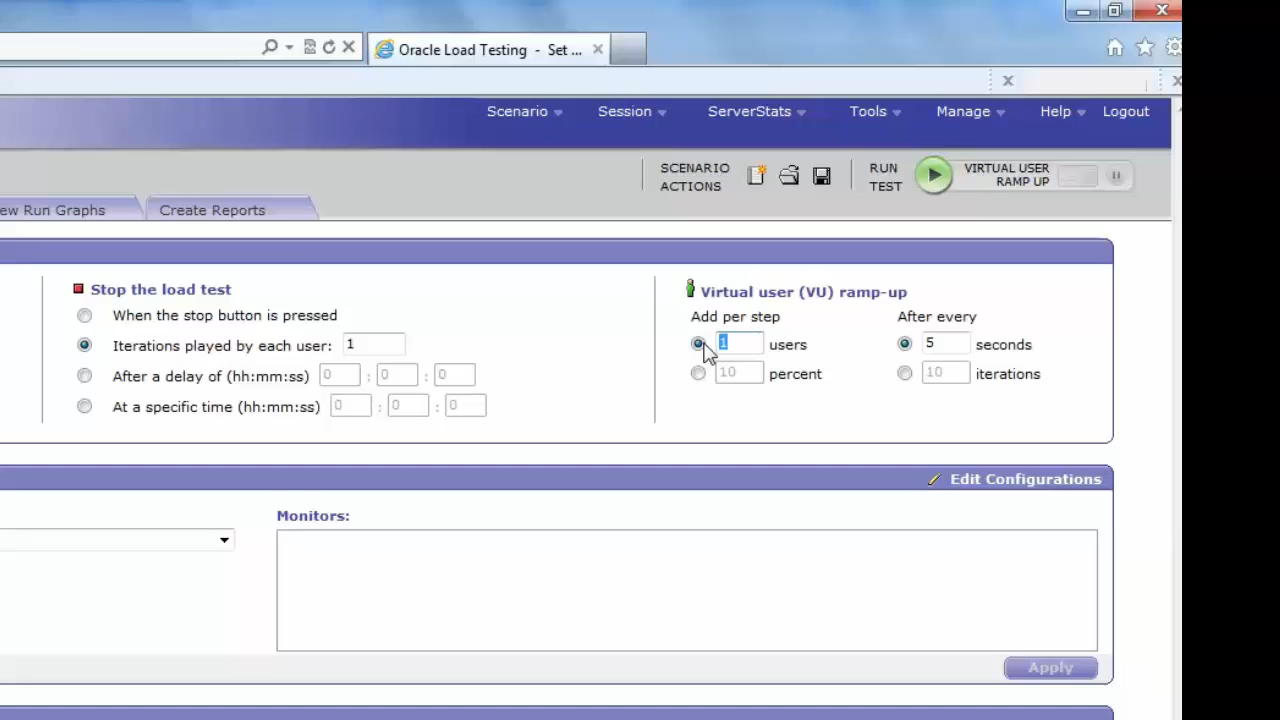 Oracle Load Testing - Set ...
Scenario Session ServerStats Tools Manage Help Logout
SCENARIO ACTIONS
RUN TEST
VIRTUAL USER RAMP UP
ew Run Graphs
Create Reports
Stop the load test
When the stop button is pressed
Iterations played by each user: 1
After a delay of (hh:mm:ss) 0 : 0 : 0
At a specific time (hh:mm:ss) 0 : 0 : 0
Virtual user (VU) ramp-up
Add per step After every
1 users 5 seconds
10 percent 10 iterations
Edit Configurations
Monitors:
Apply